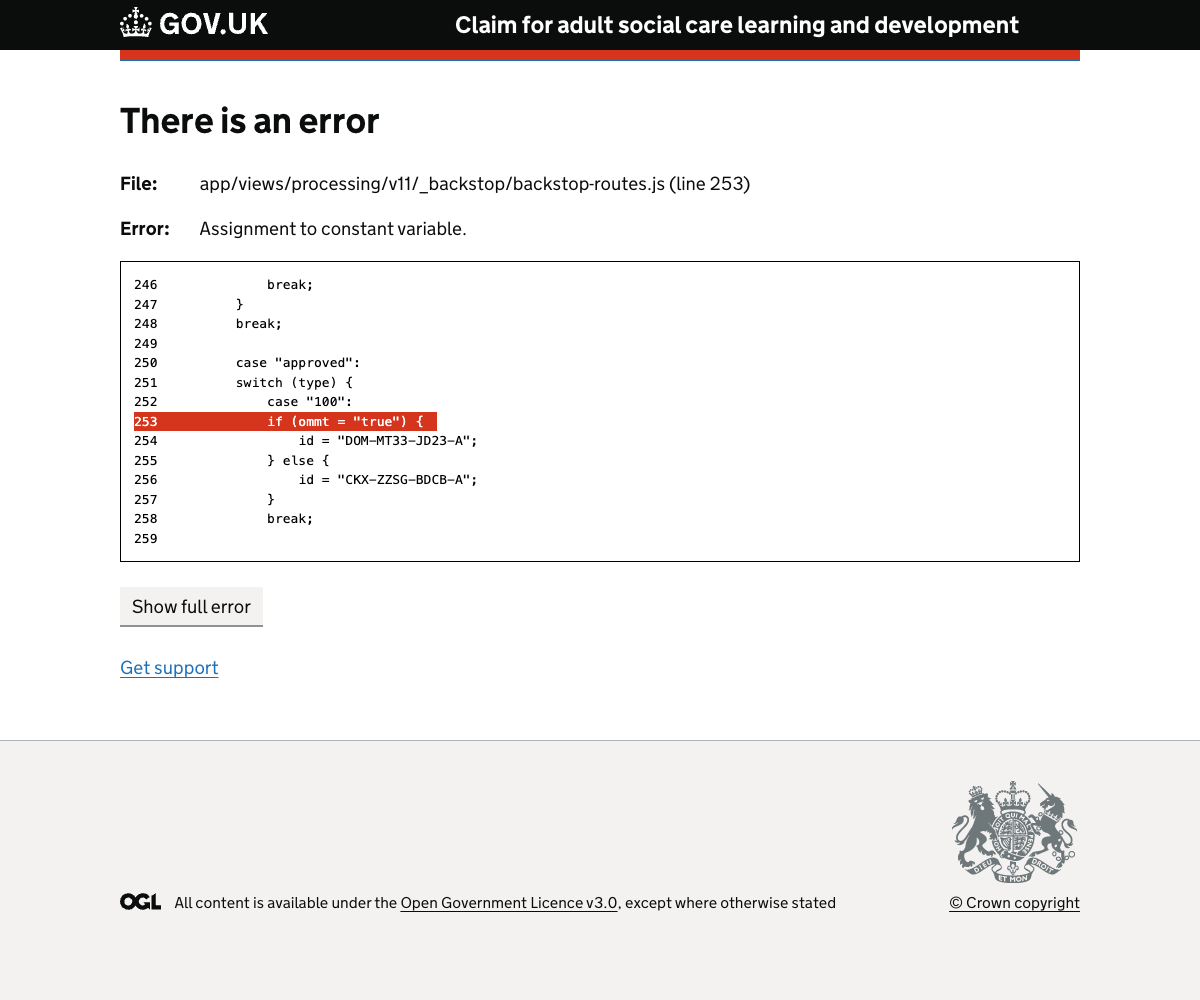 GOV.UK
Claim for adult social care learning and development
There is an error
File: app/views/processing/v11/_backstop/backstop-routes.js (line 253)
Error: Assignment to constant variable.
246             break;
247         }
248         break;
249
250         case "approved":
251         switch (type) {
252             case "100":
253             if (ommt = "true") {
254                 id = "DOM-MT33-JD23-A";
255             } else {
256                 id = "CKX-ZZSG-BDCB-A";
257             }
258             break;
259
Show full error
Get support
DIEU ET MON DROIT
OGL All content is available under the Open Government Licence v3.0, except where otherwise stated
© Crown copyright